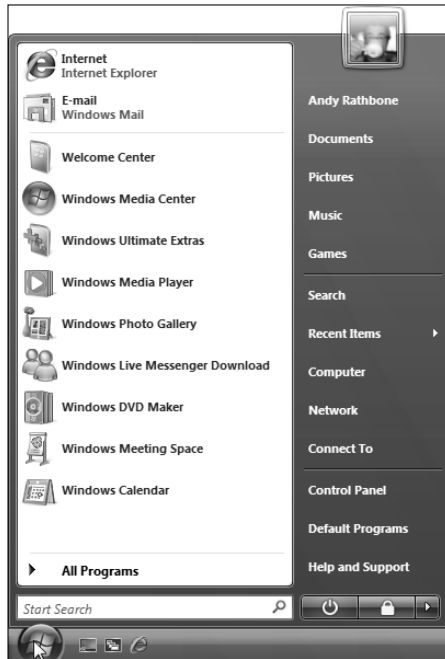 Internet
Internet Explorer
E-mail
Windows Mail
Welcome Center
Windows Media Center
Windows Ultimate Extras
Windows Media Player
Windows Photo Gallery
Windows Live Messenger Download
Windows DVD Maker
Windows Meeting Space
Windows Calendar
All Programs
Start Search
Andy Rathbone
Documents
Pictures
Music
Games
Search
Recent Items
Computer
Network
Connect To
Control Panel
Default Programs
Help and Support